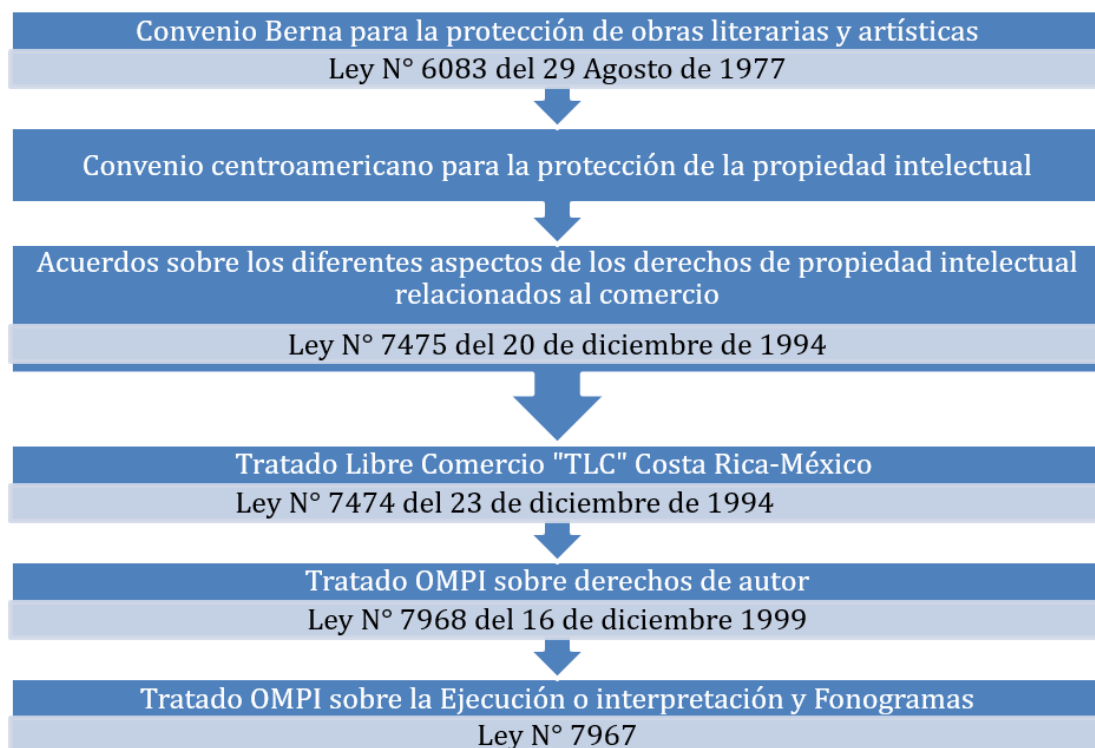 Convenio Berna para la protección de obras literarias y artísticas
Ley N° 6083 del 29 Agosto de 1977
Convenio centroamericano para la protección de la propiedad intelectual
Acuerdos sobre los diferentes aspectos de los derechos de propiedad intelectual
relacionados al comercio
Ley N° 7475 del 20 de diciembre de 1994
Tratado Libre Comercio "TLC" Costa Rica-México
Ley N° 7474 del 23 de diciembre de 1994
Tratado OMPI sobre derechos de autor
Ley N° 7968 del 16 de diciembre 1999
Tratado OMPI sobre la Ejecución o interpretación y Fonogramas
Ley N° 7967